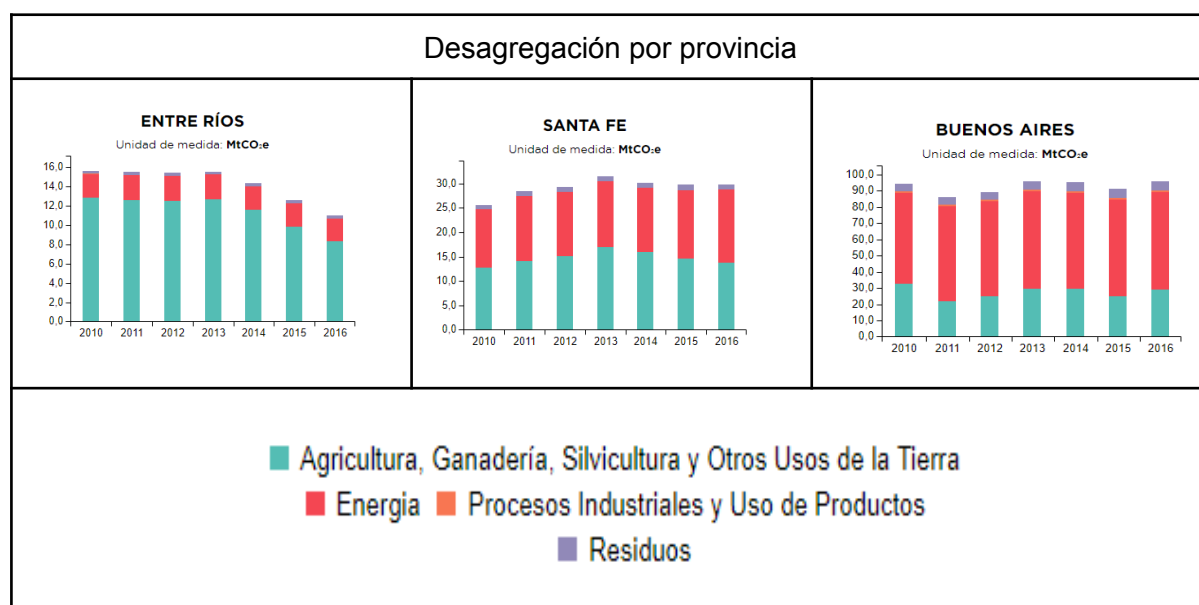 Desagregación por provincia
ENTRE RÍOS
Unidad de medida: MtCO₂e
16,0
14,0
12,0
10,0
8,0
6,0
4,0
2,0
0,0
2010 2011 2012 2013 2014 2015 2016
SANTA FE
Unidad de medida: MtCO₂e
30,0
25,0
20,0
15,0
10,0
5,0
0,0
2010 2011 2012 2013 2014 2015 2016
BUENOS AIRES
Unidad de medida: MtCO₂e
100,0
90,0
80,0
70,0
60,0
50,0
40,0
30,0
20,0
10,0
0,0
2010 2011 2012 2013 2014 2015 2016
Agricultura, Ganadería, Silvicultura y Otros Usos de la Tierra
Energia Procesos Industriales y Uso de Productos
Residuos